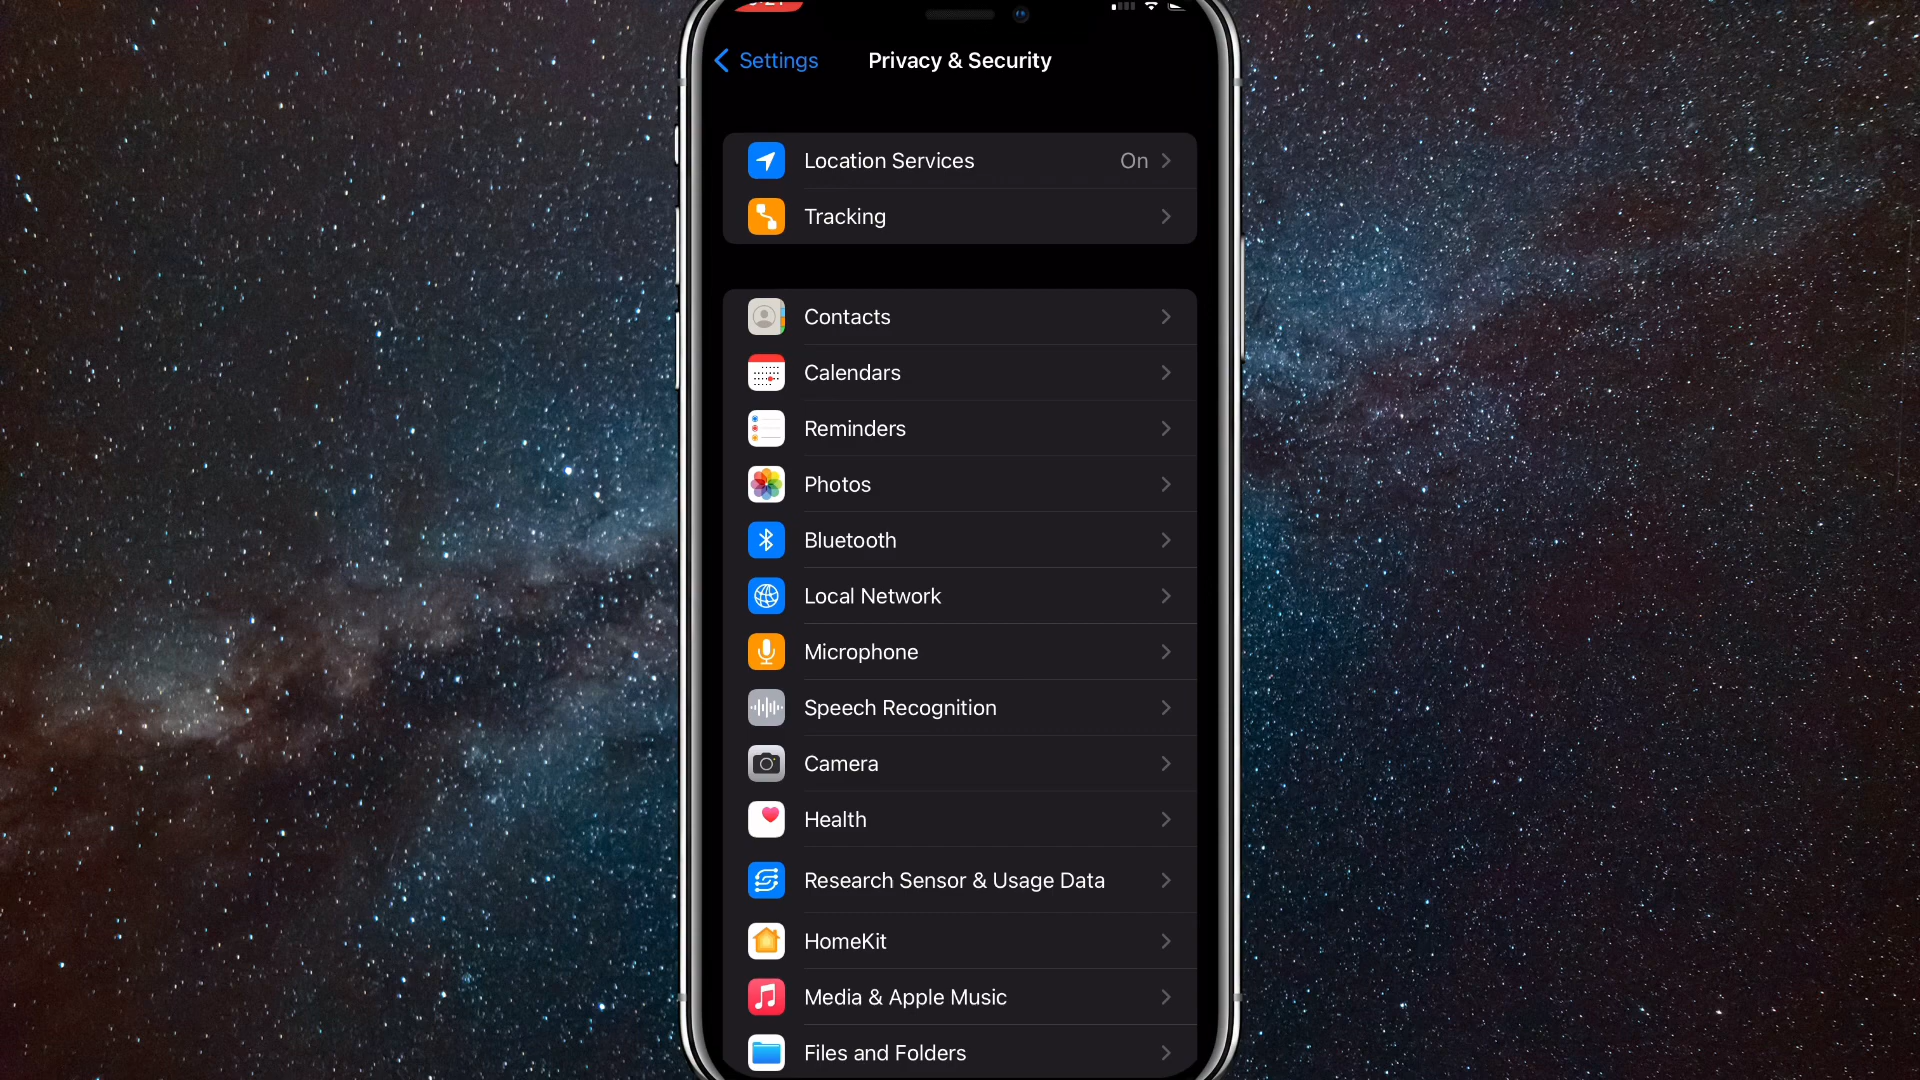 Settings
Privacy & Security
Location Services On
Tracking
Contacts
Calendars
Reminders
Photos
Bluetooth
Local Network
Microphone
Speech Recognition
Camera
Health
Research Sensor & Usage Data
HomeKit
Media & Apple Music
Files and Folders